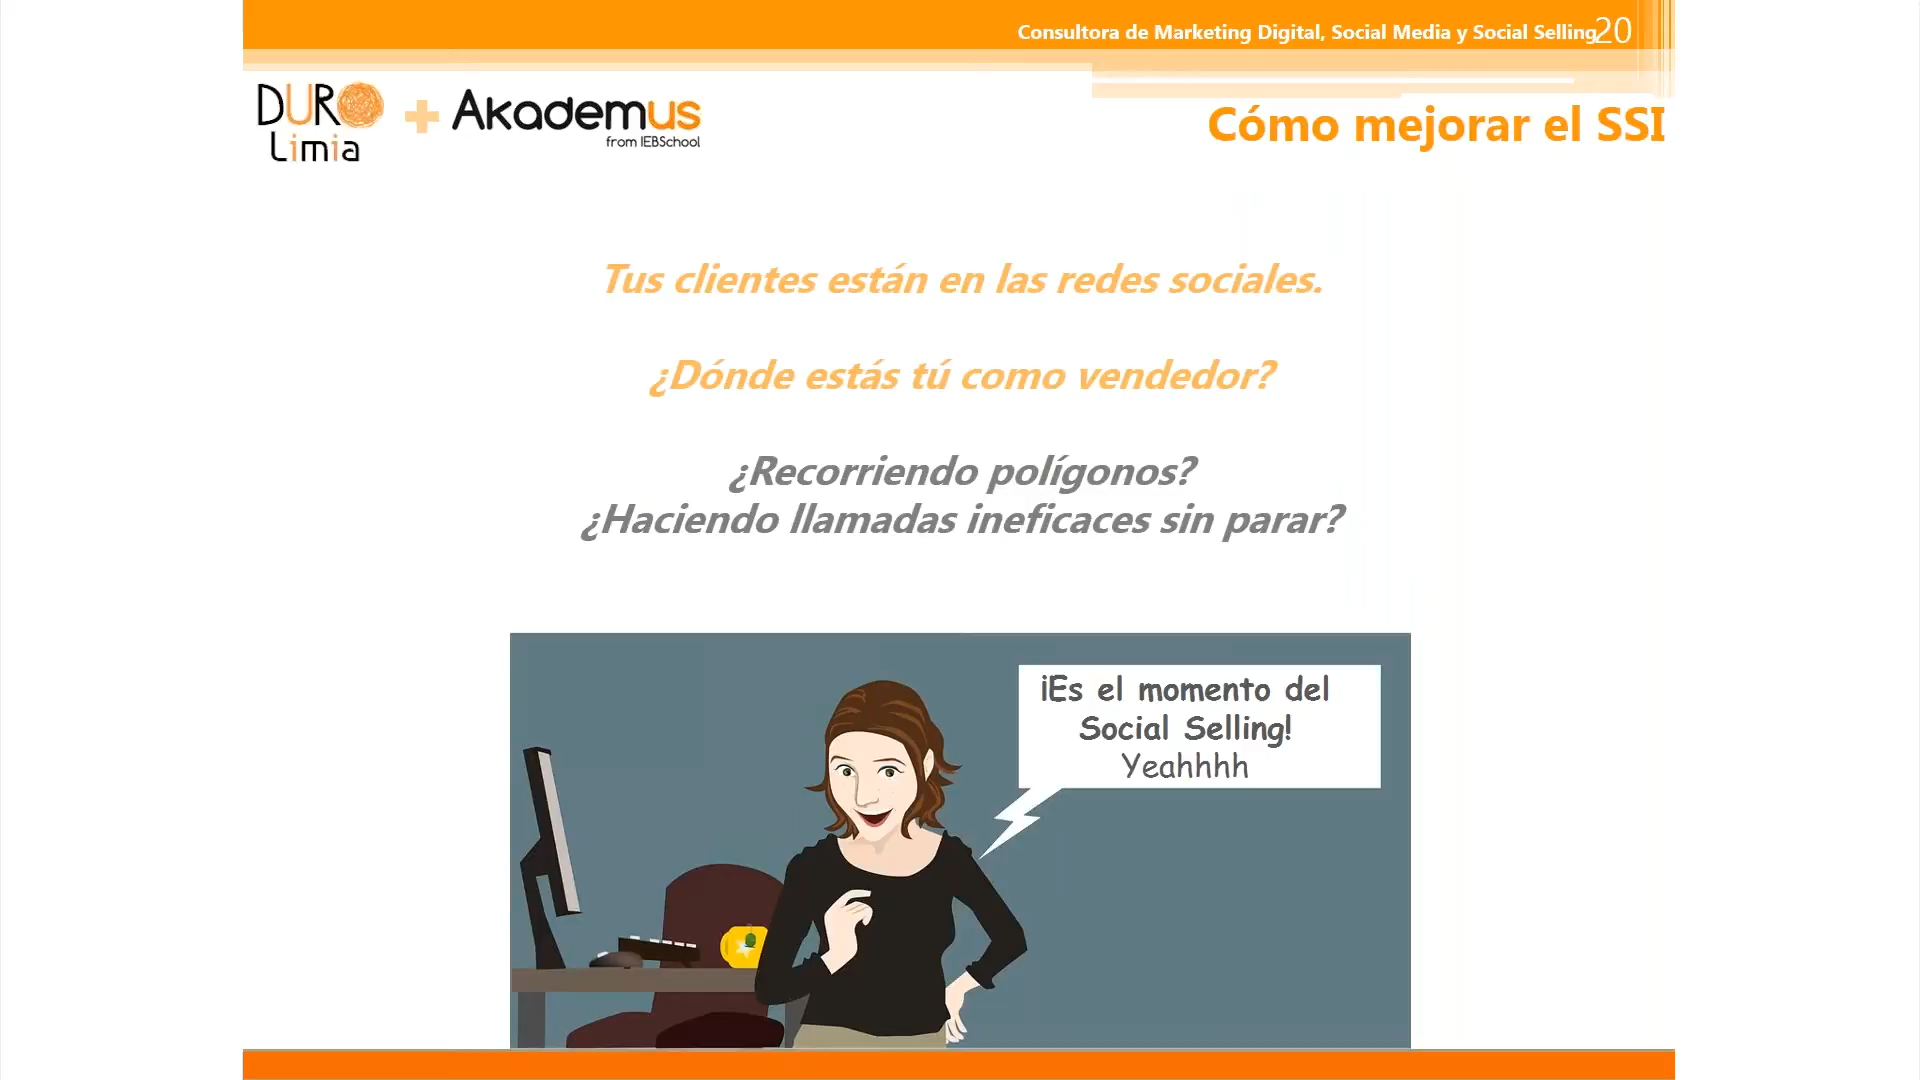 Consultora de Marketing Digital, Social Media y Social Selling 20
DURO
Limia
+ Akademus
from IEBSchool
Cómo mejorar el SSI
Tus clientes están en las redes sociales.
¿Dónde estás tú como vendedor?
¿Recorriendo polígonos?
¿Haciendo llamadas ineficaces sin parar?
¡Es el momento del
Social Selling!
Yeahhhh